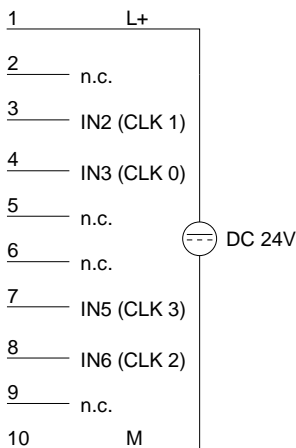 1 L+
2 n.c.
3 IN2 (CLK 1)
4 IN3 (CLK 0)
5 n.c.
DC 24V
6 n.c.
7 IN5 (CLK 3)
8 IN6 (CLK 2)
9 n.c.
10 M